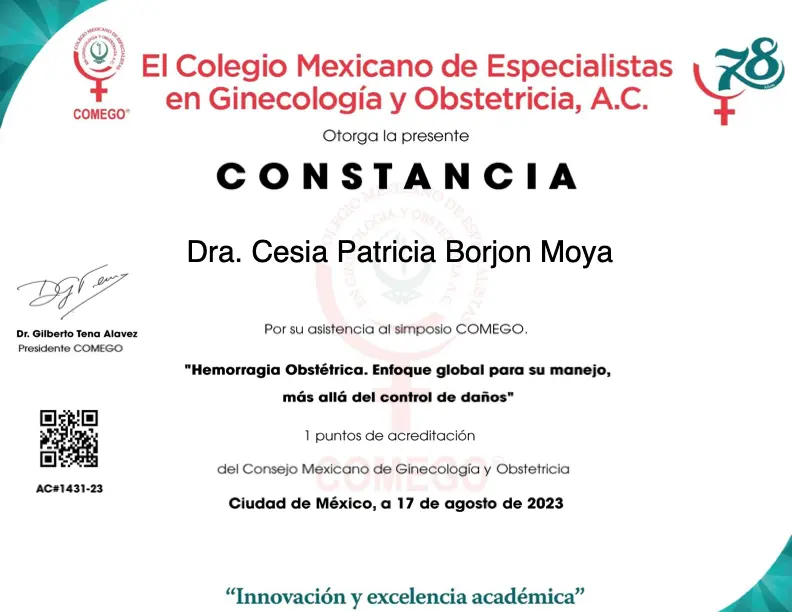 COMEGO®
El Colegio Mexicano de Especialistas
en Ginecología y Obstetricia, A.C.
78
Otorga la presente
CONSTANCIA
Dra. Cesia Patricia Borjon Moya
Dr. Gilberto Tena Alavez
Presidente COMEGO
Por su asistencia al simposio COMEGO.
"Hemorragia Obstétrica. Enfoque global para su manejo,
más allá del control de daños"
1 puntos de acreditación
del Consejo Mexicano de Ginecología y Obstetricia
COMEGO
AC#1431-23
Ciudad de México, a 17 de agosto de 2023
“Innovación y excelencia académica”